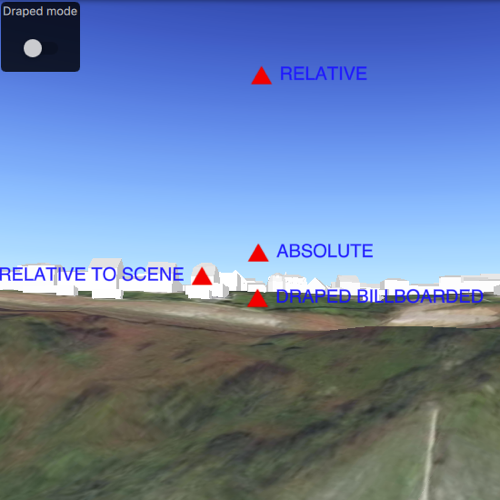 Draped mode
RELATIVE
ABSOLUTE
RELATIVE TO SCENE
DRAPED BILLBOARDED